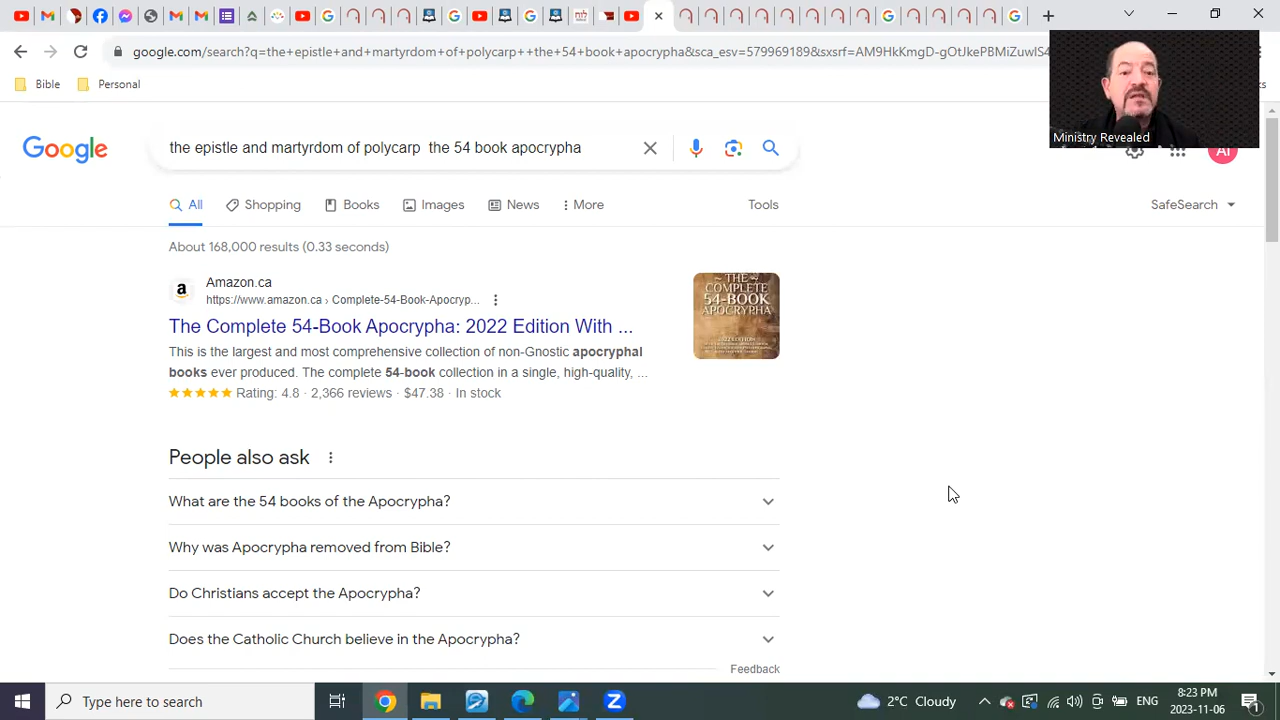 google.com/search?q=the+epistle+and+martyrdom+of+polycarp++the+54+book+apocrypha&sca_esv=579969189&sxsrf=AM9HkKmgD-gOtJkePBMiZuwlS4
Bible
Personal
Ministry Revealed
Google
the epistle and martyrdom of polycarp the 54 book apocrypha
AI
All
Shopping
Books
Images
News
More
Tools
SafeSearch
About 168,000 results (0.33 seconds)
a
Amazon.ca
https://www.amazon.ca › Complete-54-Book-Apocryp...
The Complete 54-Book Apocrypha: 2022 Edition With ...
This is the largest and most comprehensive collection of non-Gnostic apocryphal
books ever produced. The complete 54-book collection in a single, high-quality, ...
Rating: 4.8 · 2,366 reviews · $47.38 · In stock
THE
COMPLETE
54-BOOK
APOCRYPHA
People also ask
What are the 54 books of the Apocrypha?
Why was Apocrypha removed from Bible?
Do Christians accept the Apocrypha?
Does the Catholic Church believe in the Apocrypha?
Feedback
Type here to search
2°C Cloudy
ENG
8:23 PM
2023-11-06
1